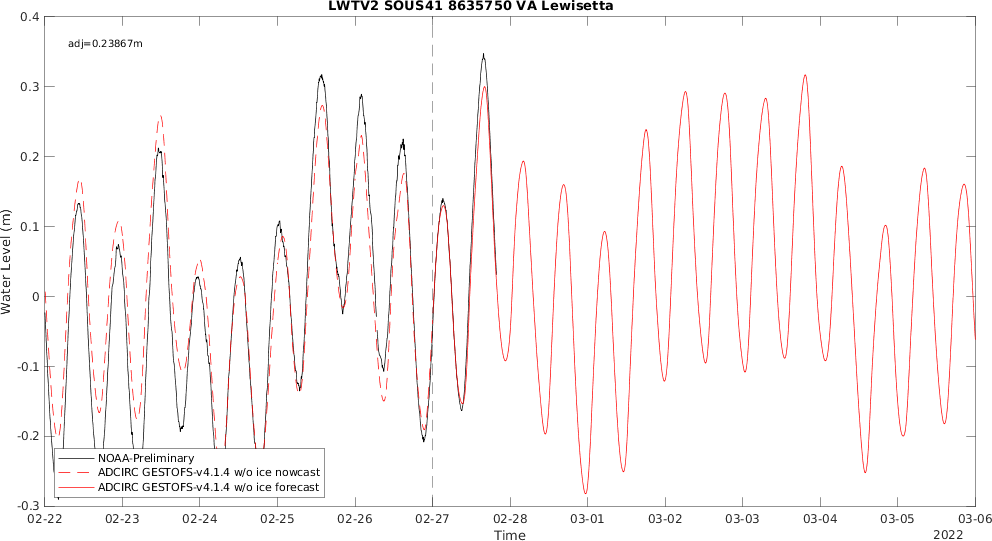 LWTV2 SOUS41 8635750 VA Lewisetta
adj=0.23867m
0.4
0.3
0.2
0.1
0
-0.1
-0.2
-0.3
Water Level (m)
NOAA-Preliminary
ADCIRC GESTOFS-v4.1.4 w/o ice nowcast
ADCIRC GESTOFS-v4.1.4 w/o ice forecast
02-22 02-23 02-24 02-25 02-26 02-27 02-28 03-01 03-02 03-03 03-04 03-05 03-06
Time
2022